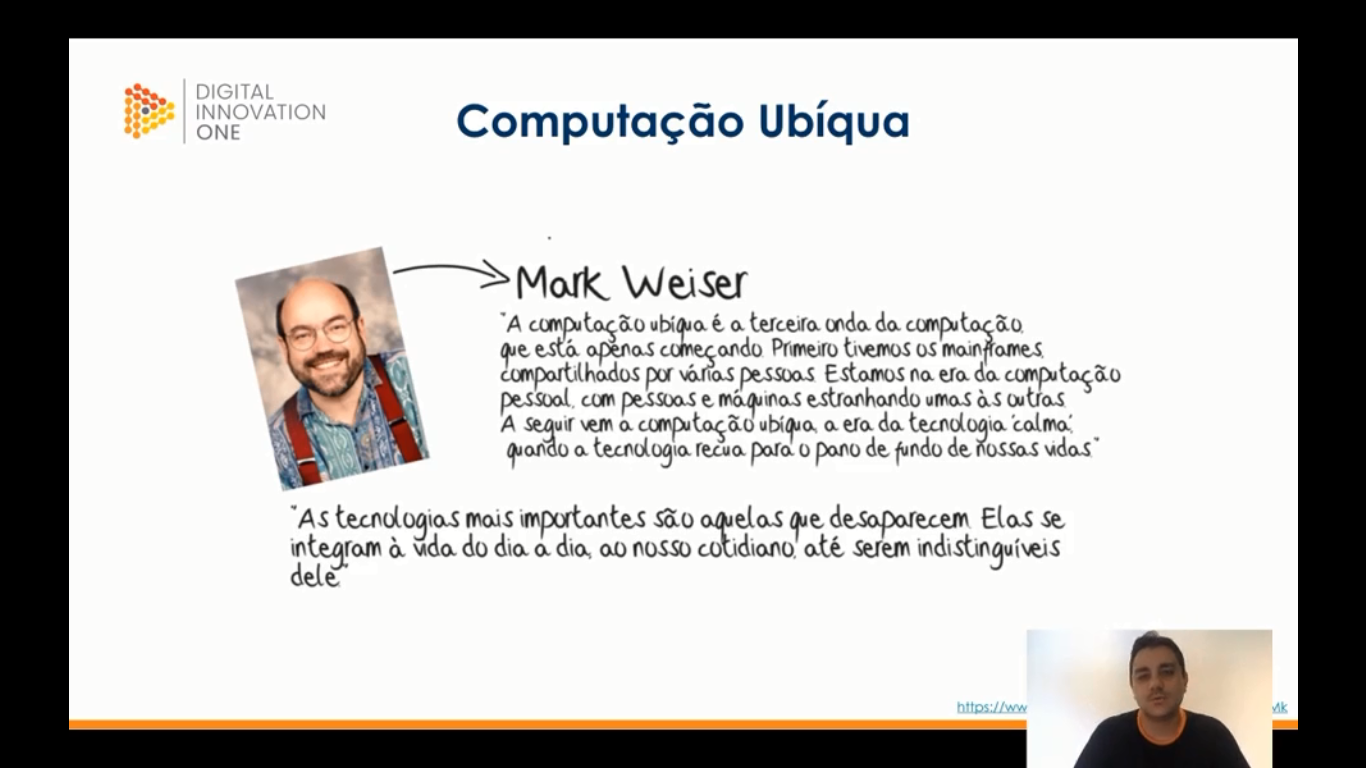 DIGITAL
INNOVATION
ONE
Computação Ubíqua
Mark Weiser
"A computação ubíqua é a terceira onda da computação,
que está apenas começando. Primeiro tivemos os mainframes,
compartilhados por várias pessoas. Estamos na era da computação
pessoal, com pessoas e máquinas estranhando umas às outras.
A seguir vem a computação ubíqua, a era da tecnologia 'calma',
quando a tecnologia recua para o pano de fundo de nossas vidas."
"As tecnologias mais importantes são aquelas que desaparecem. Elas se
integram à vida do dia a dia, ao nosso cotidiano, até serem indistinguíveis
dele."
https://ww